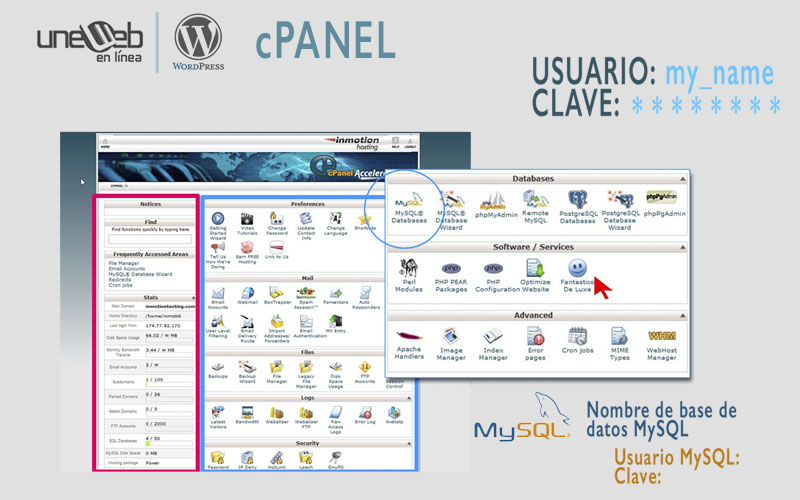 uneweb
en línea
WORDPRESS
cPANEL
USUARIO: my_name
CLAVE: ********
inmotion
hosting
HOME
HELP
LOGOUT
cPanel Accelerated
CPANEL 11
Notices
Find
Find functions quickly by typing here.
Frequently Accessed Areas
File Manager
Email Accounts
MySQL® Database Wizard
Redirects
Cron jobs
Stats
Main Domain inmotiontesting.com
Home Directory /home/inmot6
Last login from 174.77.92.170
Disk Space Usage 66.02 / ∞ MB
Monthly Bandwidth Transfer 3.44 / ∞ MB
Email Accounts 3 / ∞
Subdomains 1 / 100
Parked Domains 0 / 26
Addon Domains 0 / 5
FTP Accounts 0 / 2000
SQL Databases 4 / 50
MySQL Disk Space 0 MB
Hosting package Power
Preferences
Getting Started Wizard
Video Tutorials
Change Password
Update Contact Info
Change Language
Shortcuts
Tell Us How We're Doing
Earn FREE Hosting
Link to Us
Mail
Email Accounts
Webmail
BoxTrapper
Spam Assassin™
Forwarders
Auto Responders
User Level Filtering
Email Delivery Route
Import Addresses/Forwarders
Email Authentication
MX Entry
Files
Backups
Backup Wizard
File Manager
Legacy File Manager
Disk Space Usage
FTP Accounts
FTP Session Control
Logs
Latest Visitors
Bandwidth
Webalizer
Webalizer FTP
Raw Access Logs
Error Log
Awstats
Security
Password
IP Deny
HotLink
Leech
GnuPG
Databases
MySQL® Databases
MySQL® Database Wizard
phpMyAdmin
Remote MySQL
PostgreSQL Databases
PostgreSQL Database Wizard
phpPgAdmin
Software / Services
Perl Modules
PHP PEAR Packages
PHP Configuration
Optimize Website
Fantastico De Luxe
Advanced
Apache Handlers
Image Manager
Index Manager
Error pages
Cron jobs
MIME Types
WHM
WebHost Manager
MySQL
Nombre de base de
datos MySQL
Usuario MySQL:
Clave: